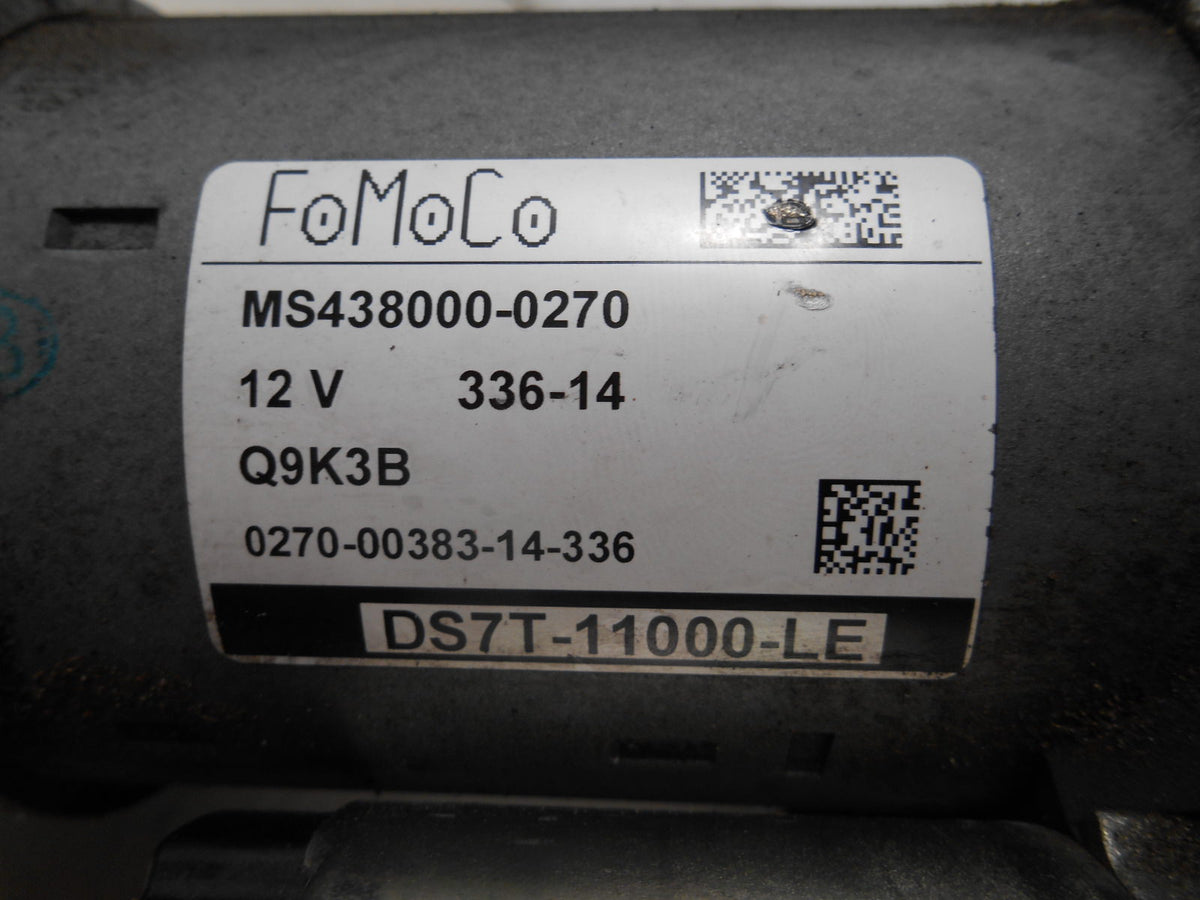 FoMoCo
MS438000-0270
12 V 336-14
Q9K3B
0270-00383-14-336
DS7T-11000-LE